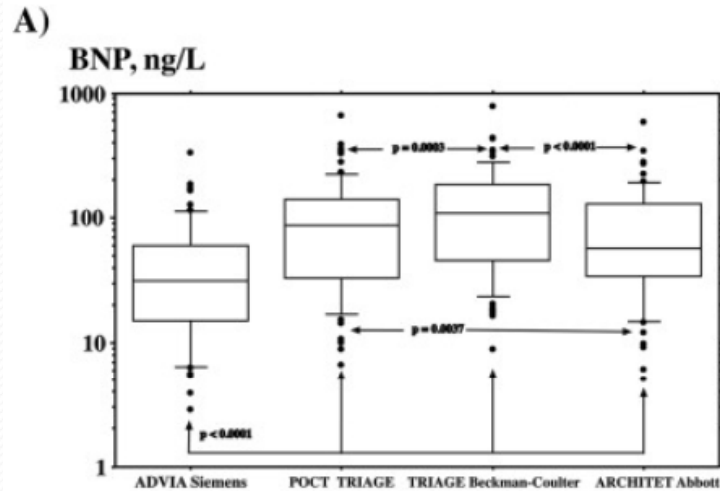 A)
BNP, ng/L
1000
p = 0.0003
p < 0.0001
100
p = 0.0037
10
p < 0.0001
1
ADVIA Siemens POCT TRIAGE TRIAGE Beckman-Coulter ARCHITET Abbott